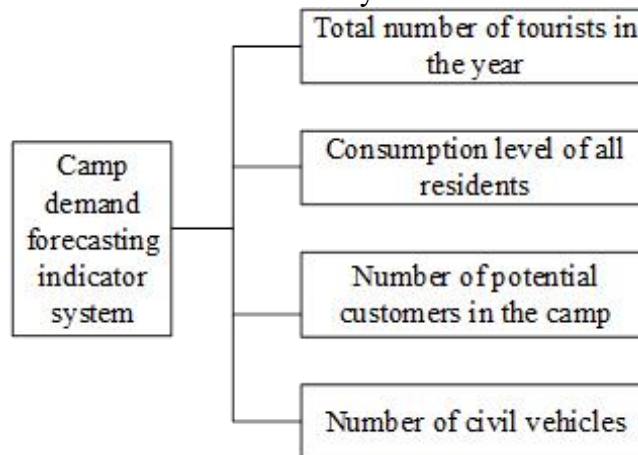 Total number of tourists in
the year
Consumption level of all
residents
Camp
demand
forecasting
indicator
system
Number of potential
customers in the camp
Number of civil vehicles